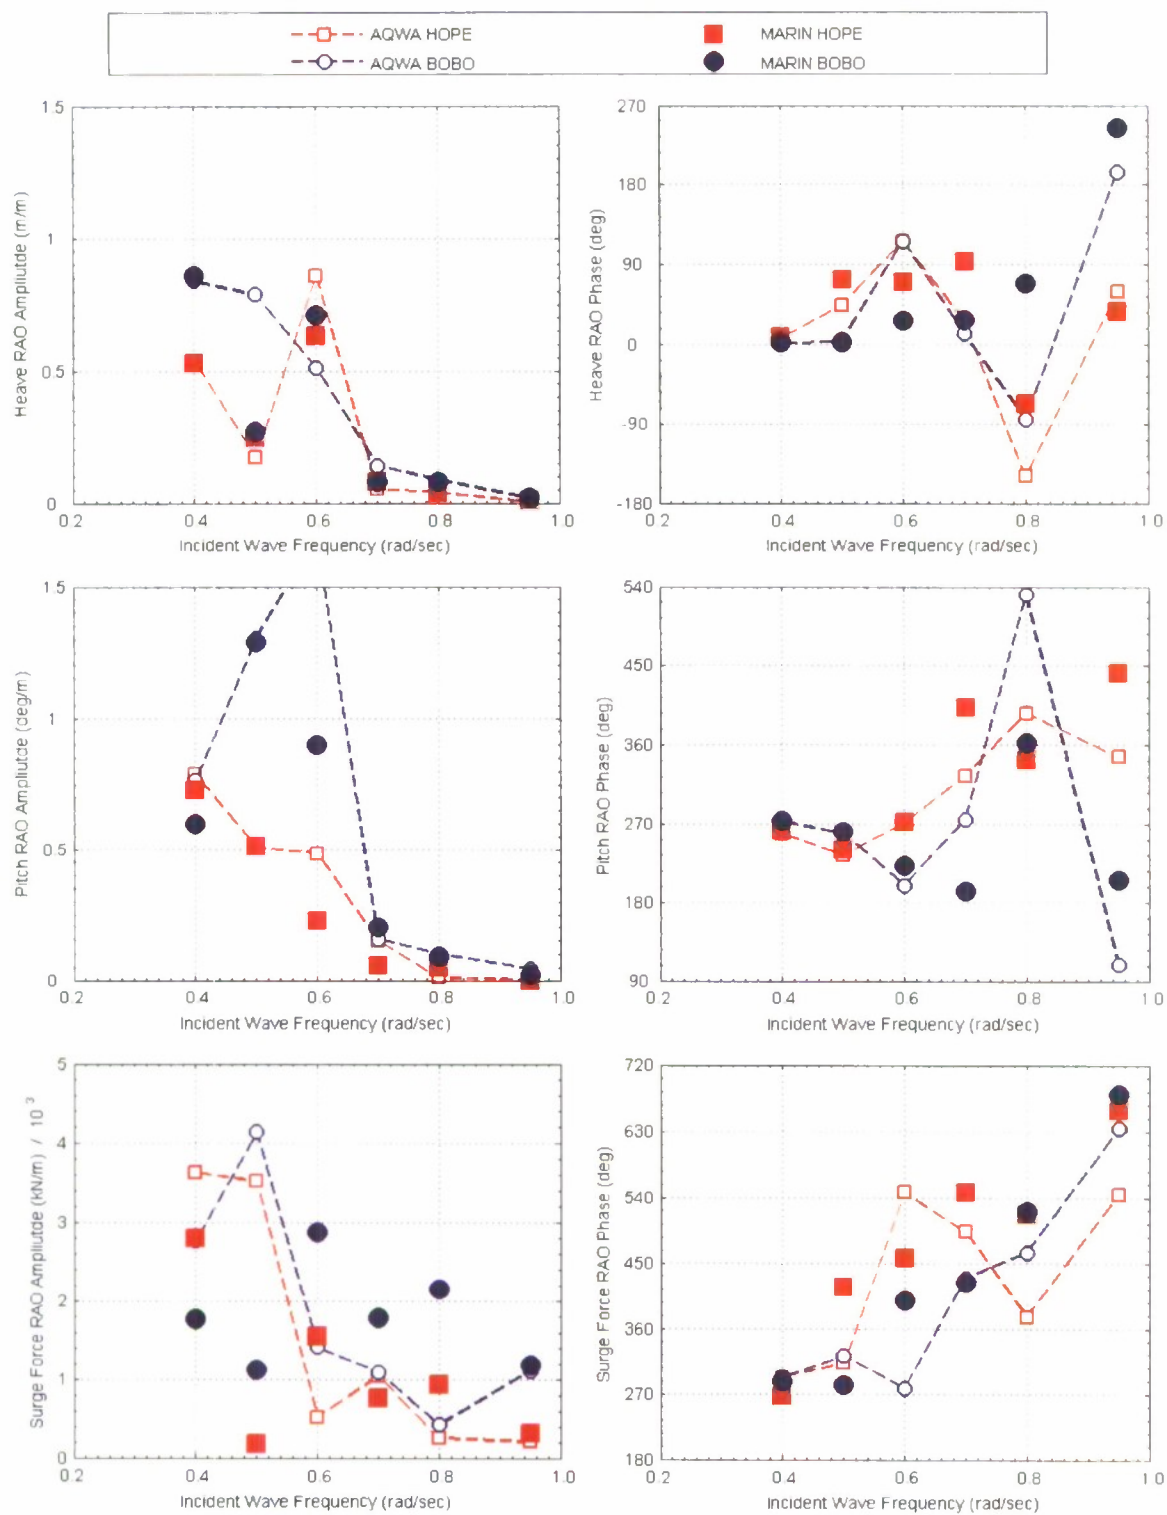 AQWA HOPE MARIN HOPE
AQWA BOBO MARIN BOBO
1.5
1
0.5
0
0.2 0.4 0.6 0.8 1.0
Heave RAO Ampliutde (m/m)
Incident Wave Frequency (rad/sec)
270
180
90
0
-90
-180
0.2 0.4 0.6 0.8 1 0
Heave RAO Phase (deg)
Incident Wave Frequency (rad/sec)
1.5
1
0.5
0
0.2 0.4 0.6 0.8 1.0
Pitch RAO Ampliutde (deg/m)
Incident Wave Frequency (rad/sec)
540
450
360
270
180
90
0.2 0.4 0.6 0.8 1 0
Pitch RAO Phase (deg)
Incident Wave Frequency (rad/sec)
5
4
3
2
1
0
0.2 0.4 0.6 0.8 1.0
Surge Force RAO Ampliutde (kN/m) / 10³
Incident Wave Frequency (rad/sec)
720
630
540
450
360
270
180
0.2 0.4 0.6 0.8 1 0
Surge Force RAO Phase (deg)
Incident Wave Frequency (rad/sec)